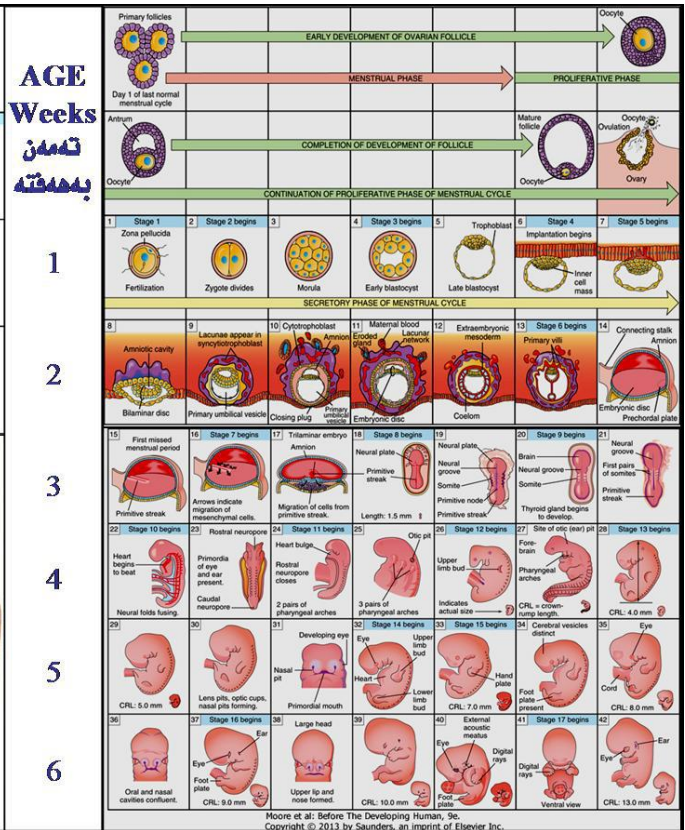 AGE
Weeks
تەمەن
بەهەفتە
Primary follicles
EARLY DEVELOPMENT OF OVARIAN FOLLICLE
Oocyte
MENSTRUAL PHASE
PROLIFERATIVE PHASE
Day 1 of last normal
menstrual cycle
Antrum
Oocyte
COMPLETION OF DEVELOPMENT OF FOLLICLE
Mature
follicle
Oocyte
Oocyte
Ovulation
Ovary
CONTINUATION OF PROLIFERATIVE PHASE OF MENSTRUAL CYCLE
1
1 Stage 1
Zona pellucida
Fertilization
2 Stage 2 begins
Zygote divides
3
Morula
4 Stage 3 begins
Early blastocyst
5
Trophoblast
Late blastocyst
6 Stage 4
Implantation begins
Inner
cell
mass
7 Stage 5 begins
SECRETORY PHASE OF MENSTRUAL CYCLE
2
8
Amniotic cavity
Bilaminar disc
9
Lacunae appear in
syncytiotrophoblast
Primary umbilical vesicle
10
Cytotrophoblast
Amnion
Closing plug
Primary
umbilical
vesicle
11
Maternal blood
Eroded
gland
Lacunar
network
Embryonic disc
12
Extraembryonic
mesoderm
Coelom
13 Stage 6 begins
Primary villi
14
Connecting stalk
Amnion
Embryonic disc
Prechordal plate
3
15
First missed
menstrual period
Primitive streak
16 Stage 7 begins
Arrows indicate
migration of
mesenchymal cells.
17
Trilaminar embryo
Amnion
Migration of cells from
primitive streak.
18 Stage 8 begins
Neural plate
Primitive
streak
Length: 1.5 mm
19
Neural plate
Neural
groove
Somite
Primitive node
Primitive streak
20 Stage 9 begins
Brain
Neural groove
Somite
Thyroid gland begins
to develop.
21
Neural
groove
First pairs
of somites
Primitive
streak
4
22 Stage 10 begins
Heart
begins
to beat
Neural folds fusing.
23
Rostral neuropore
Primordia
of eye
and ear
present.
Caudal
neuropore
24 Stage 11 begins
Heart bulge
Rostral
neuropore
closes
2 pairs of
pharyngeal arches
25
Otic pit
3 pairs of
pharyngeal arches
26 Stage 12 begins
Upper
limb bud
Indicates
actual size
27
Site of otic (ear) pit
Fore-
brain
Pharyngeal
arches
CRL = crown-
rump length.
28 Stage 13 begins
CRL: 4.0 mm
5
29
CRL: 5.0 mm
30
Lens pits, optic cups,
nasal pits forming.
31
Developing eye
Nasal
pit
Primordial mouth
32 Stage 14 begins
Eye
Upper
limb
bud
Heart
Lower
limb
bud
33 Stage 15 begins
Hand
plate
CRL: 7.0 mm
34
Cerebral vesicles
distinct
Foot
plate
present
35
Eye
Cord
CRL: 8.0 mm
6
36
Oral and nasal
cavities confluent.
37 Stage 16 begins
Ear
Eye
Foot
plate
CRL: 9.0 mm
38
Large head
Upper lip and
nose formed.
39
CRL: 10.0 mm
40
External
acoustic
meatus
Eye
Digital
rays
Foot
plate
41 Stage 17 begins
Digital
rays
Ventral view
42
Ear
Eye
CRL: 13.0 mm
Moore et al: Before The Developing Human, 9e.
Copyright © 2013 by Saunders, an imprint of Elsevier Inc.